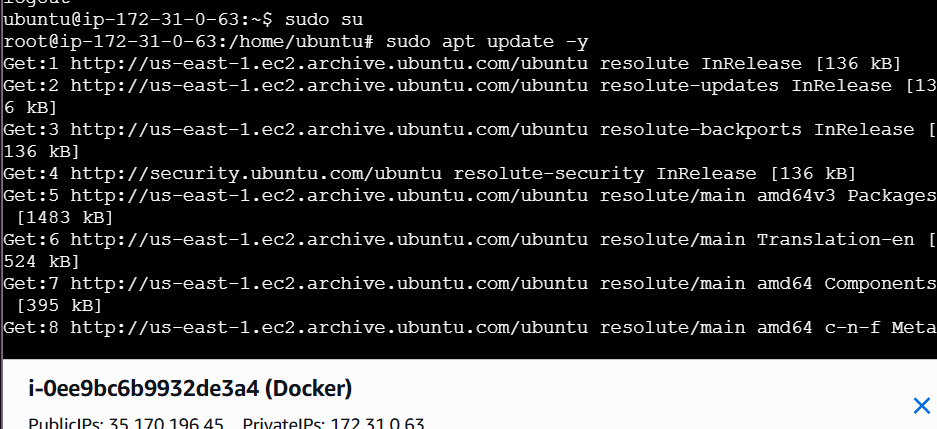 logout
ubuntu@ip-172-31-0-63:~$ sudo su
root@ip-172-31-0-63:/home/ubuntu# sudo apt update -y
Get:1 http://us-east-1.ec2.archive.ubuntu.com/ubuntu resolute InRelease [136 kB]
Get:2 http://us-east-1.ec2.archive.ubuntu.com/ubuntu resolute-updates InRelease [13
6 kB]
Get:3 http://us-east-1.ec2.archive.ubuntu.com/ubuntu resolute-backports InRelease [
136 kB]
Get:4 http://security.ubuntu.com/ubuntu resolute-security InRelease [136 kB]
Get:5 http://us-east-1.ec2.archive.ubuntu.com/ubuntu resolute/main amd64v3 Packages
 [1483 kB]
Get:6 http://us-east-1.ec2.archive.ubuntu.com/ubuntu resolute/main Translation-en [
524 kB]
Get:7 http://us-east-1.ec2.archive.ubuntu.com/ubuntu resolute/main amd64 Components
 [395 kB]
Get:8 http://us-east-1.ec2.archive.ubuntu.com/ubuntu resolute/main amd64 c-n-f Meta
i-0ee9bc6b9932de3a4 (Docker)
PublicIPs: 35.170.196.45 PrivateIPs: 172.31.0.63